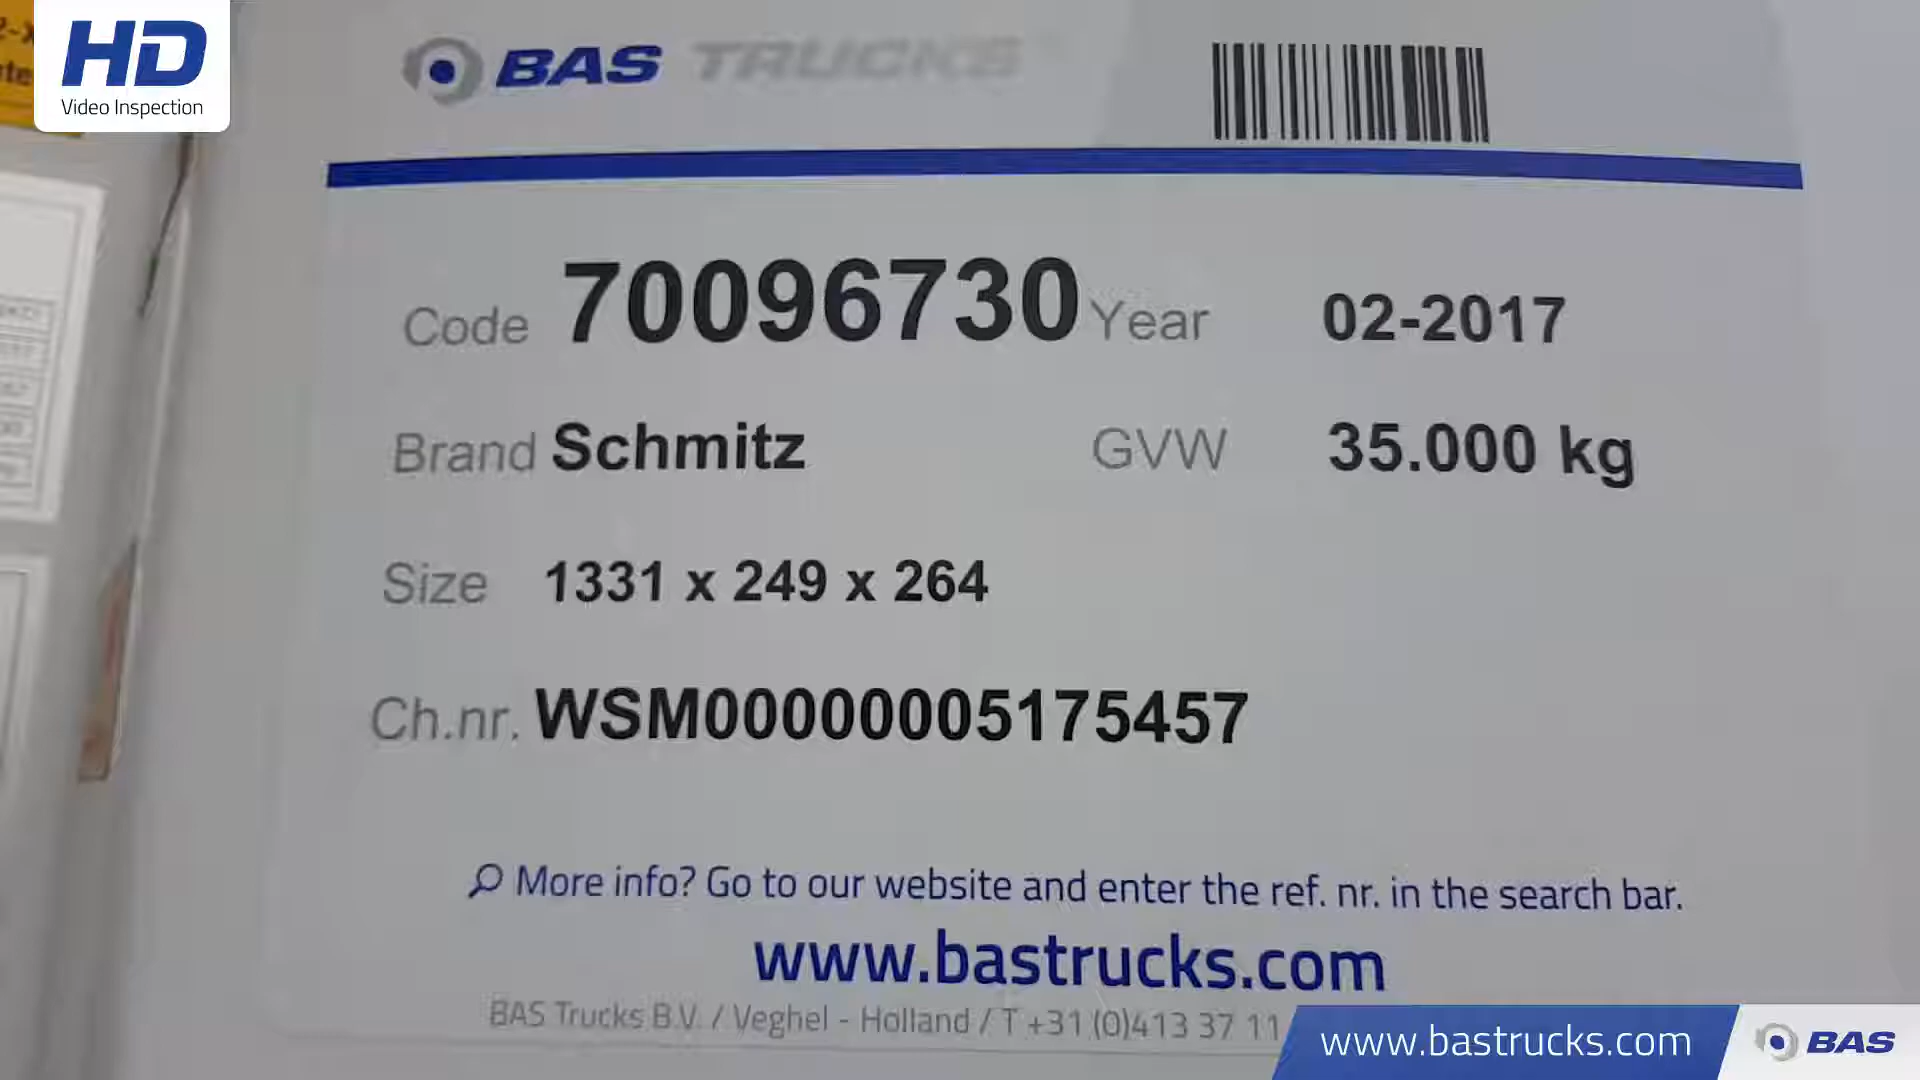 HD
Video Inspection
BAS TRUCKS
Code 70096730 Year 02-2017
Brand Schmitz GVW 35.000 kg
Size 1331 x 249 x 264
Ch.nr. WSM00000005175457
More info? Go to our website and enter the ref. nr. in the search bar.
www.bastrucks.com
BAS Trucks B.V. / Veghel - Holland / T +31 (0)413 37 11
www.bastrucks.com BAS